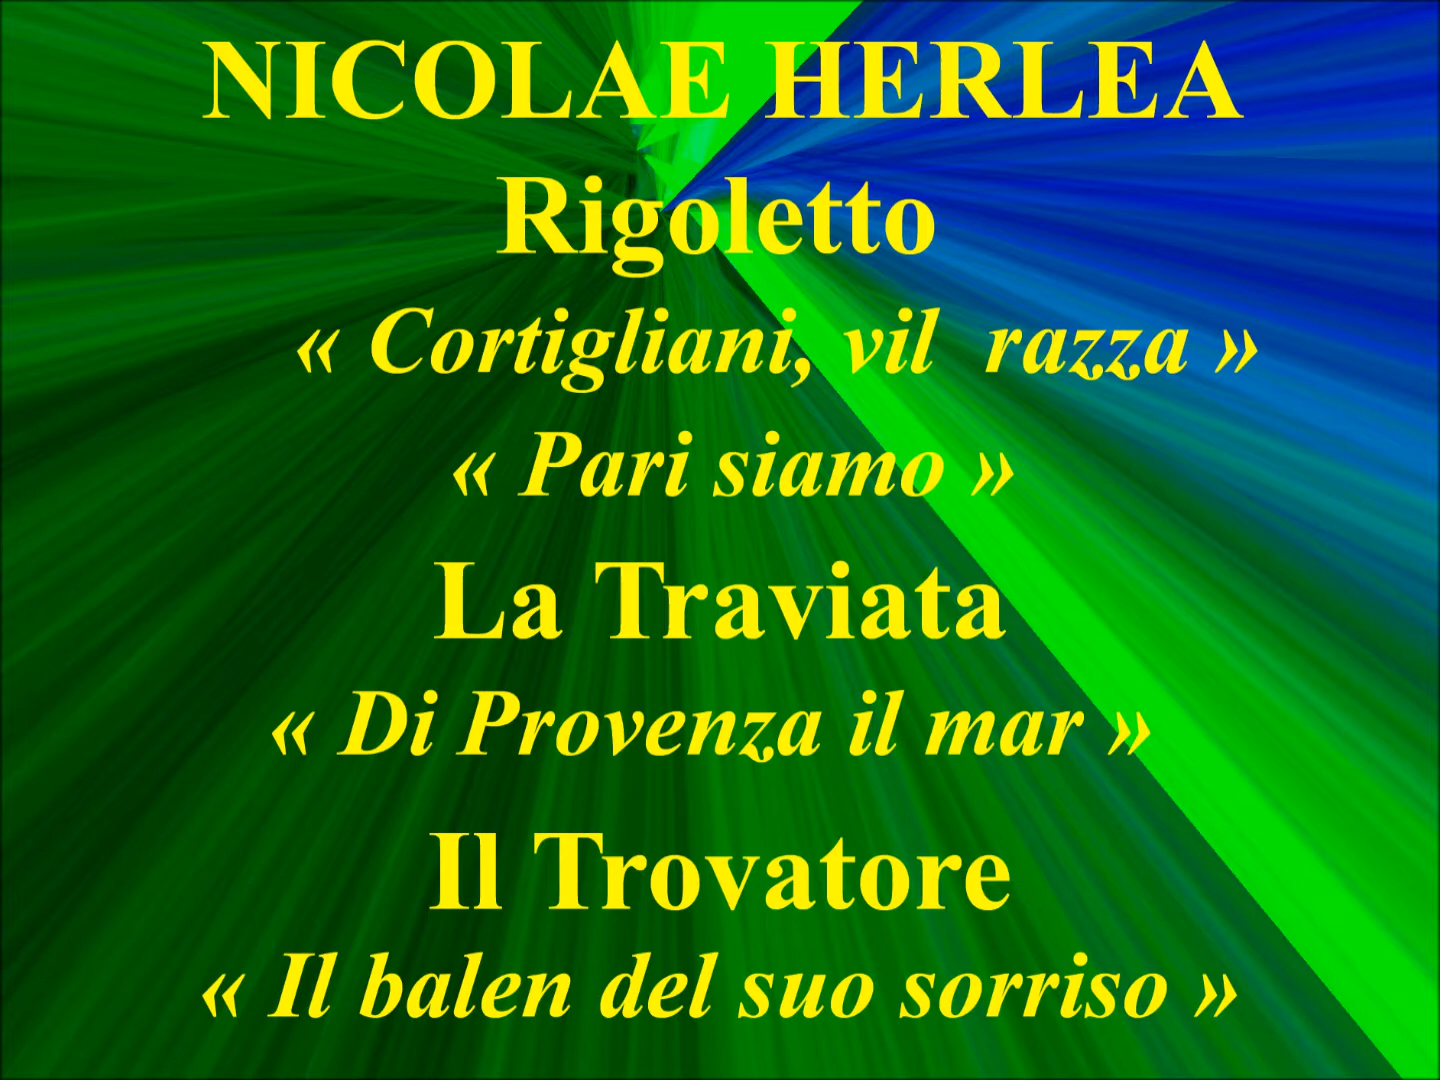 NICOLAE HERLEA
Rigoletto
« Cortigliani, vil razza »
« Pari siamo »
La Traviata
« Di Provenza il mar »
Il Trovatore
« Il balen del suo sorriso »